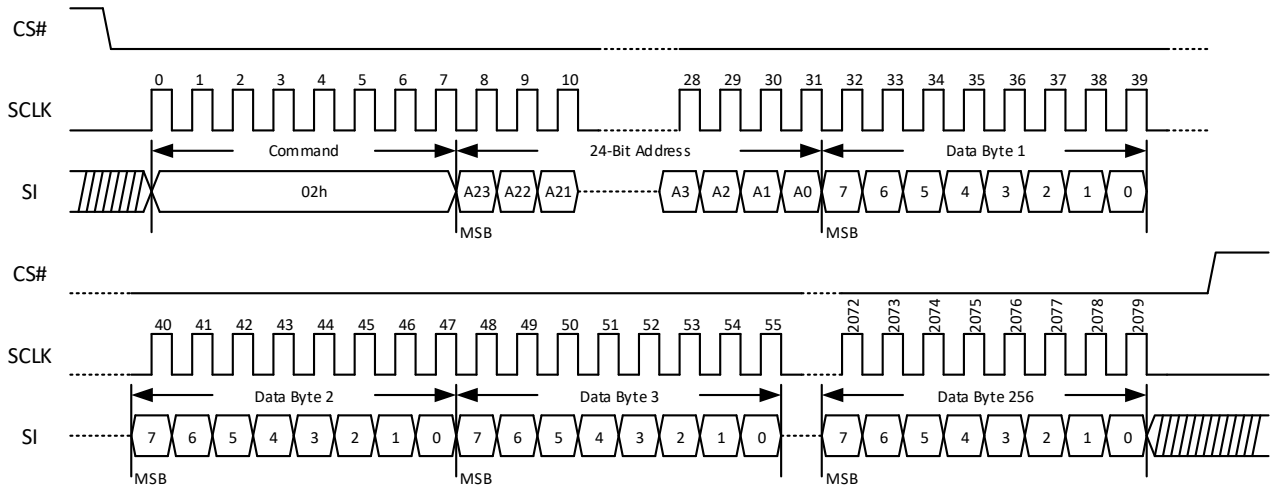 CS#
0 1 2 3 4 5 6 7 8 9 10 28 29 30 31 32 33 34 35 36 37 38 39
SCLK
Command 24-Bit Address Data Byte 1
SI 02h A23 A22 A21 A3 A2 A1 A0 7 6 5 4 3 2 1 0
MSB MSB
CS#
40 41 42 43 44 45 46 47 48 49 50 51 52 53 54 55 2072 2073 2074 2075 2076 2077 2078 2079
SCLK
Data Byte 2 Data Byte 3 Data Byte 256
SI 7 6 5 4 3 2 1 0 7 6 5 4 3 2 1 0 7 6 5 4 3 2 1 0
MSB MSB MSB